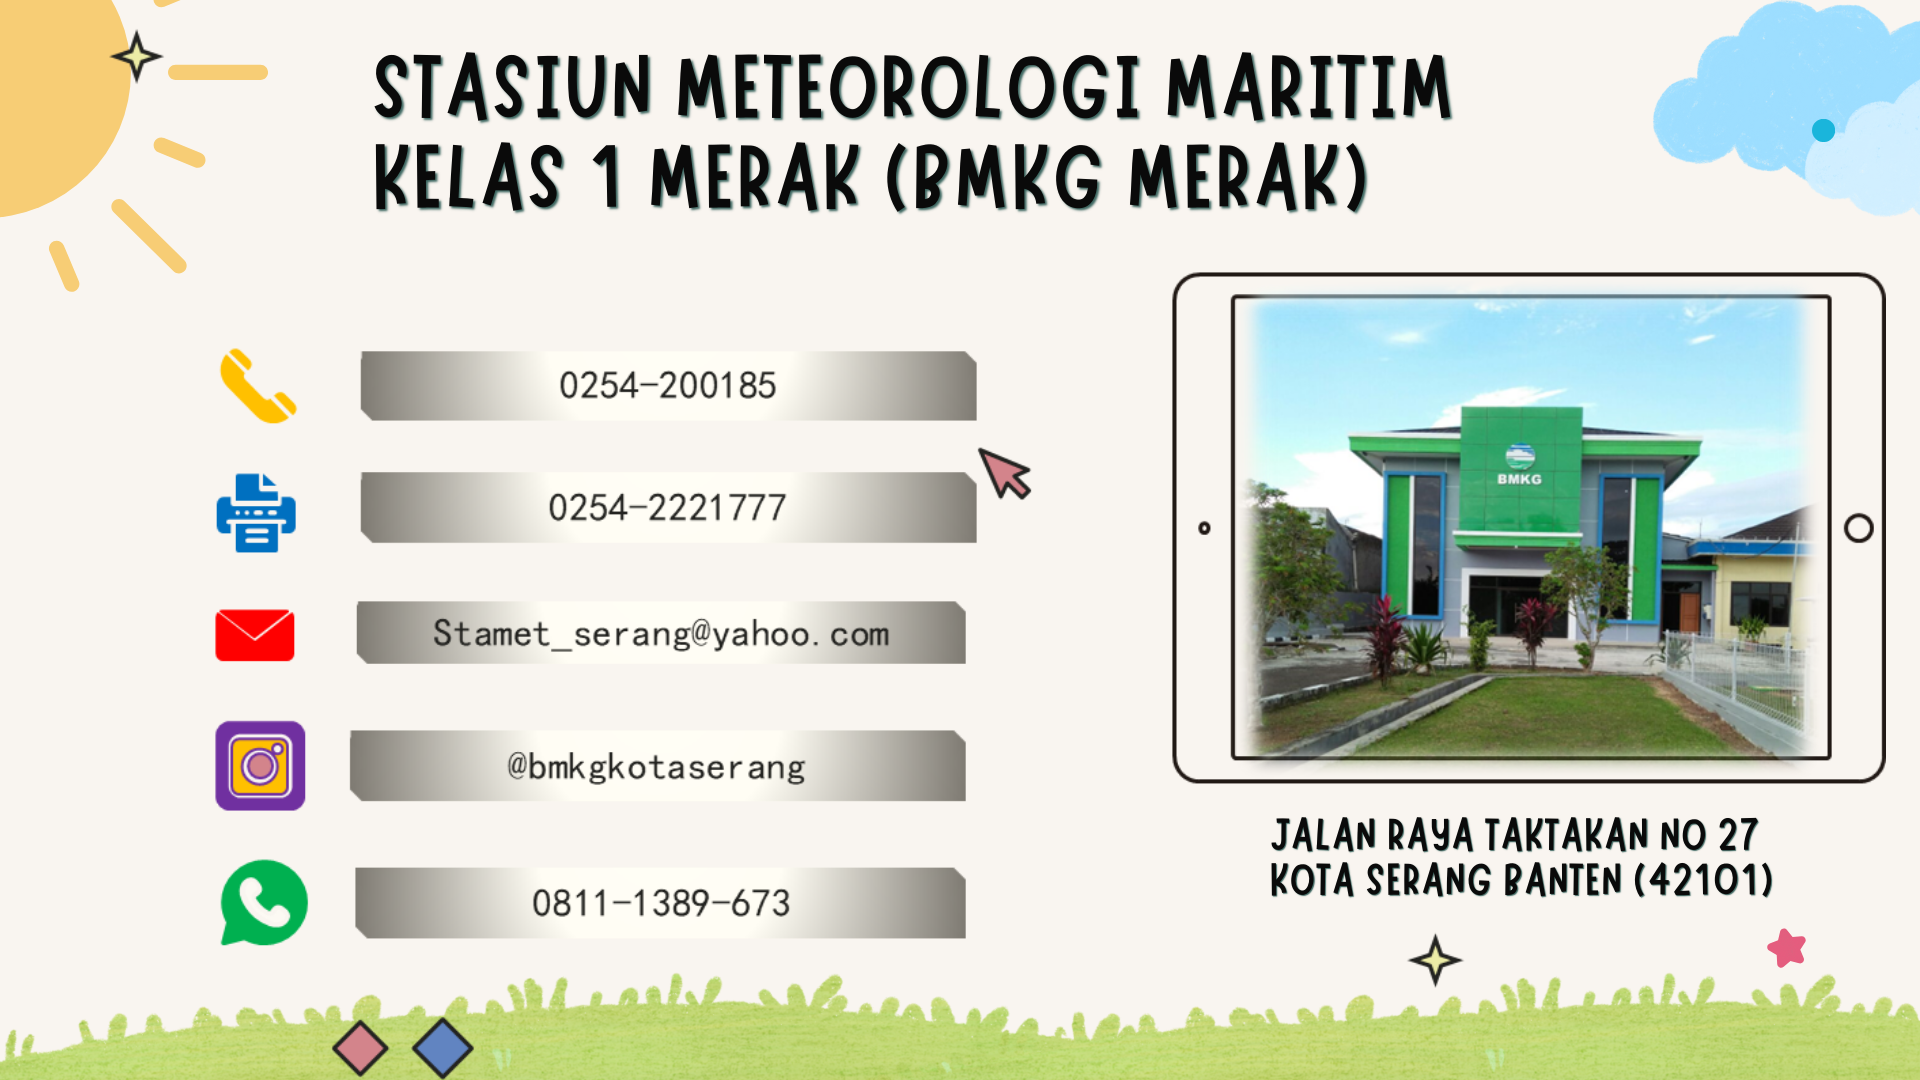 STASIUN METEOROLOGI MARITIM
KELAS 1 MERAK (BMKG MERAK)
0254-200185
0254-2221777
Stamet_serang@yahoo.com
@bmkgkotaserang
0811-1389-673
BMKG
JALAN RAYA TAKTAKAN NO 27
KOTA SERANG BANTEN (42101)